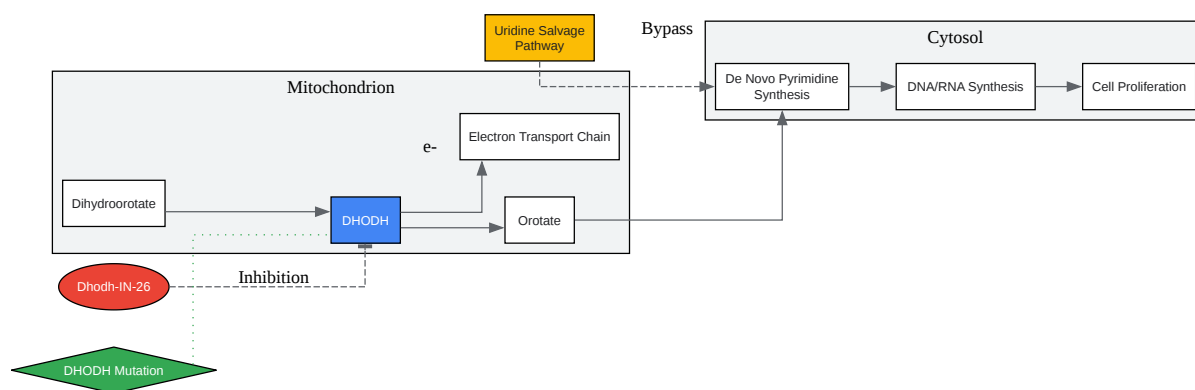 Uridine Salvage
Pathway
Bypass
Cytosol
De Novo Pyrimidine
Synthesis
DNA/RNA Synthesis
Cell Proliferation
Mitochondrion
Electron Transport Chain
e-
Dihydroorotate
DHODH
Orotate
Dhodh-IN-26
Inhibition
DHODH Mutation